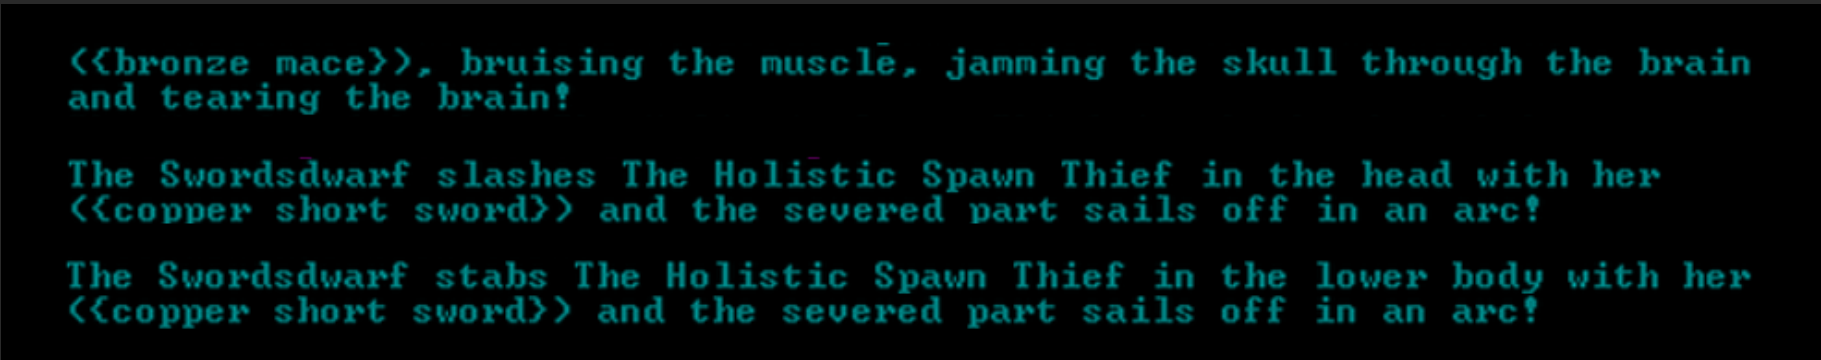 ({bronze mace}), bruising the muscle, jamming the skull through the brain
and tearing the brain!
The Swordsdwarf slashes The Holistic Spawn Thief in the head with her
({copper short sword}) and the severed part sails off in an arc!
The Swordsdwarf stabs The Holistic Spawn Thief in the lower body with her
({copper short sword}) and the severed part sails off in an arc!